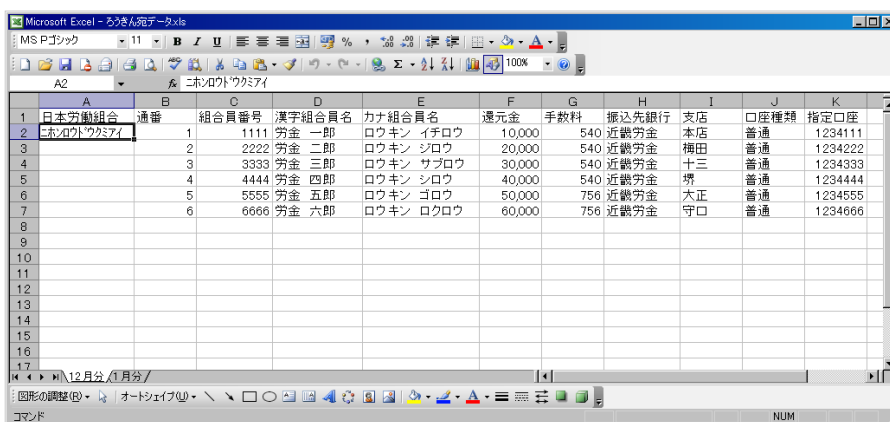 Microsoft Excel - ろうきん宛データ.xls
MS Pゴシック 11 B I U % ,
Σ 100%
A2 fx ニホンロウドウクミアイ
A B C D E F G H I J K
1 日本労働組合 通番 組合員番号 漢字組合員名 カナ組合員名 還元金 手数料 振込先銀行 支店 口座種類 指定口座
2 ニホンロウドウクミアイ 1 1111 労金 一郎 ロウキン イチロウ 10,000 540 近畿労金 本店 普通 1234111
3 2 2222 労金 二郎 ロウキン ジロウ 20,000 540 近畿労金 梅田 普通 1234222
4 3 3333 労金 三郎 ロウキン サブロウ 30,000 540 近畿労金 十三 普通 1234333
5 4 4444 労金 四郎 ロウキン シロウ 40,000 540 近畿労金 堺 普通 1234444
6 5 5555 労金 五郎 ロウキン ゴロウ 50,000 756 近畿労金 大正 普通 1234555
7 6 6666 労金 六郎 ロウキン ロクロウ 60,000 756 近畿労金 守口 普通 1234666
8
9
10
11
12
13
14
15
16
17
12月分 / 1月分 /
図形の調整(R) オートシェイプ(U) A
コマンド NUM